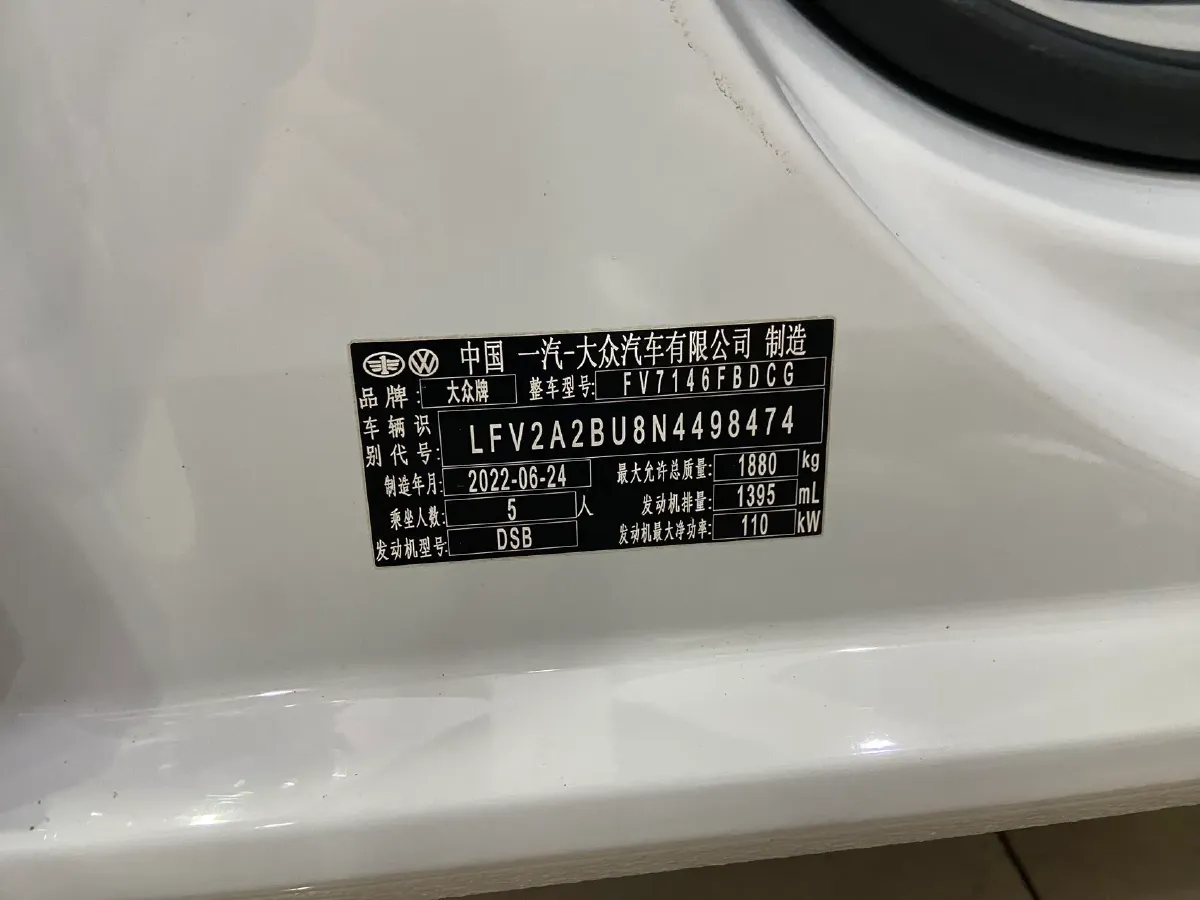 中国 一汽-大众汽车有限公司 制造
品牌: 大众牌 整车型号: FV7146FBDCG
车辆识别代号: LFV2A2BU8N4498474
制造年月: 2022-06-24 最大允许总质量: 1880 kg
乘坐人数: 5 人 发动机排量: 1395 mL
发动机型号: DSB 发动机最大净功率: 110 kW